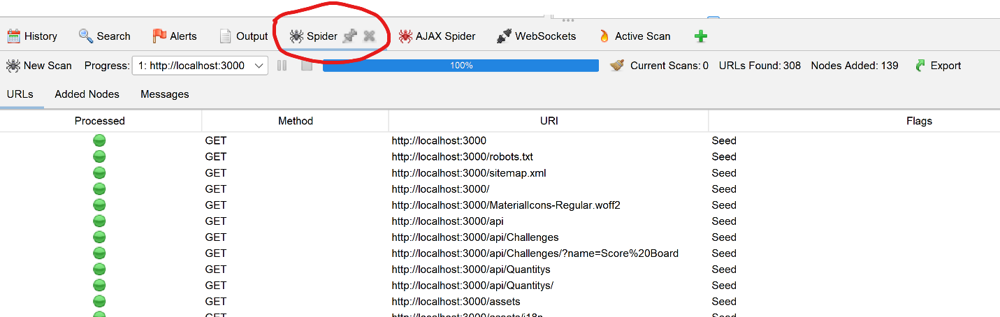 History Search Alerts Output Spider AJAX Spider WebSockets Active Scan
New Scan Progress: 1: http://localhost:3000 100% Current Scans: 0 URLs Found: 308 Nodes Added: 139 Export
URLs Added Nodes Messages
Processed Method URI Flags
GET http://localhost:3000 Seed
GET http://localhost:3000/robots.txt Seed
GET http://localhost:3000/sitemap.xml Seed
GET http://localhost:3000/ Seed
GET http://localhost:3000/MaterialIcons-Regular.woff2 Seed
GET http://localhost:3000/api Seed
GET http://localhost:3000/api/Challenges Seed
GET http://localhost:3000/api/Challenges/?name=Score%20Board Seed
GET http://localhost:3000/api/Quantitys Seed
GET http://localhost:3000/api/Quantitys/ Seed
GET http://localhost:3000/assets Seed
GET http://localhost:3000/assets/i18n Seed